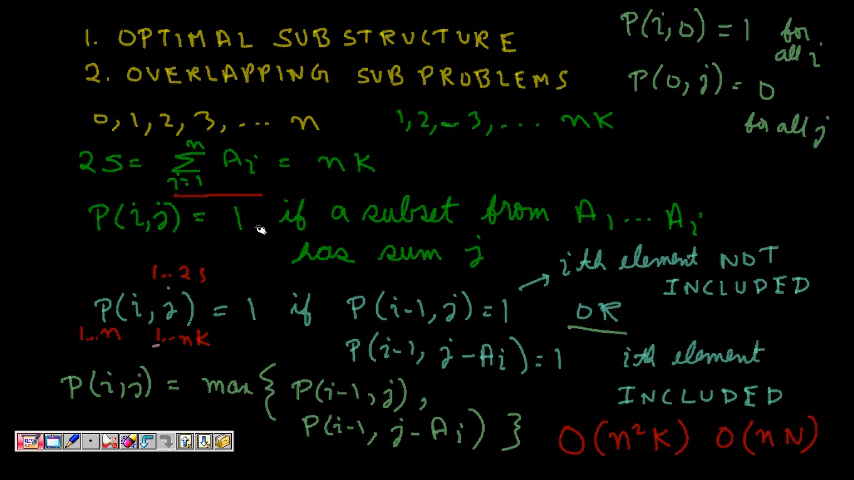 1. OPTIMAL SUBSTRUCTURE
2. OVERLAPPING SUB PROBLEMS
P(i,0) = 1 for all i
P(0,j) = 0 for all j
0,1,2,3,... n
1,2,-3,... nK
2S = Σ_{i=1}^{n} Ai = nK
P(i,j) = 1 if a subset from A1 ... Ai
has sum j
1...2s
P(i,j) = 1 if P(i-1,j)=1 → ith element NOT INCLUDED
OR
1...n 1...nK
P(i-1, j-Ai)=1 ith element INCLUDED
P(i,j) = max { P(i-1,j),
P(i-1, j-Ai) }
O(n²K) O(nN)